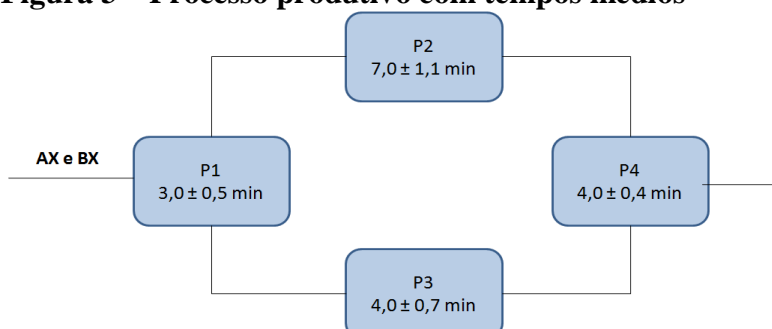 Figura 3 – Processo produtivo com tempos médios
P2
7,0 ± 1,1 min
AX e BX
P1
3,0 ± 0,5 min
P4
4,0 ± 0,4 min
P3
4,0 ± 0,7 min